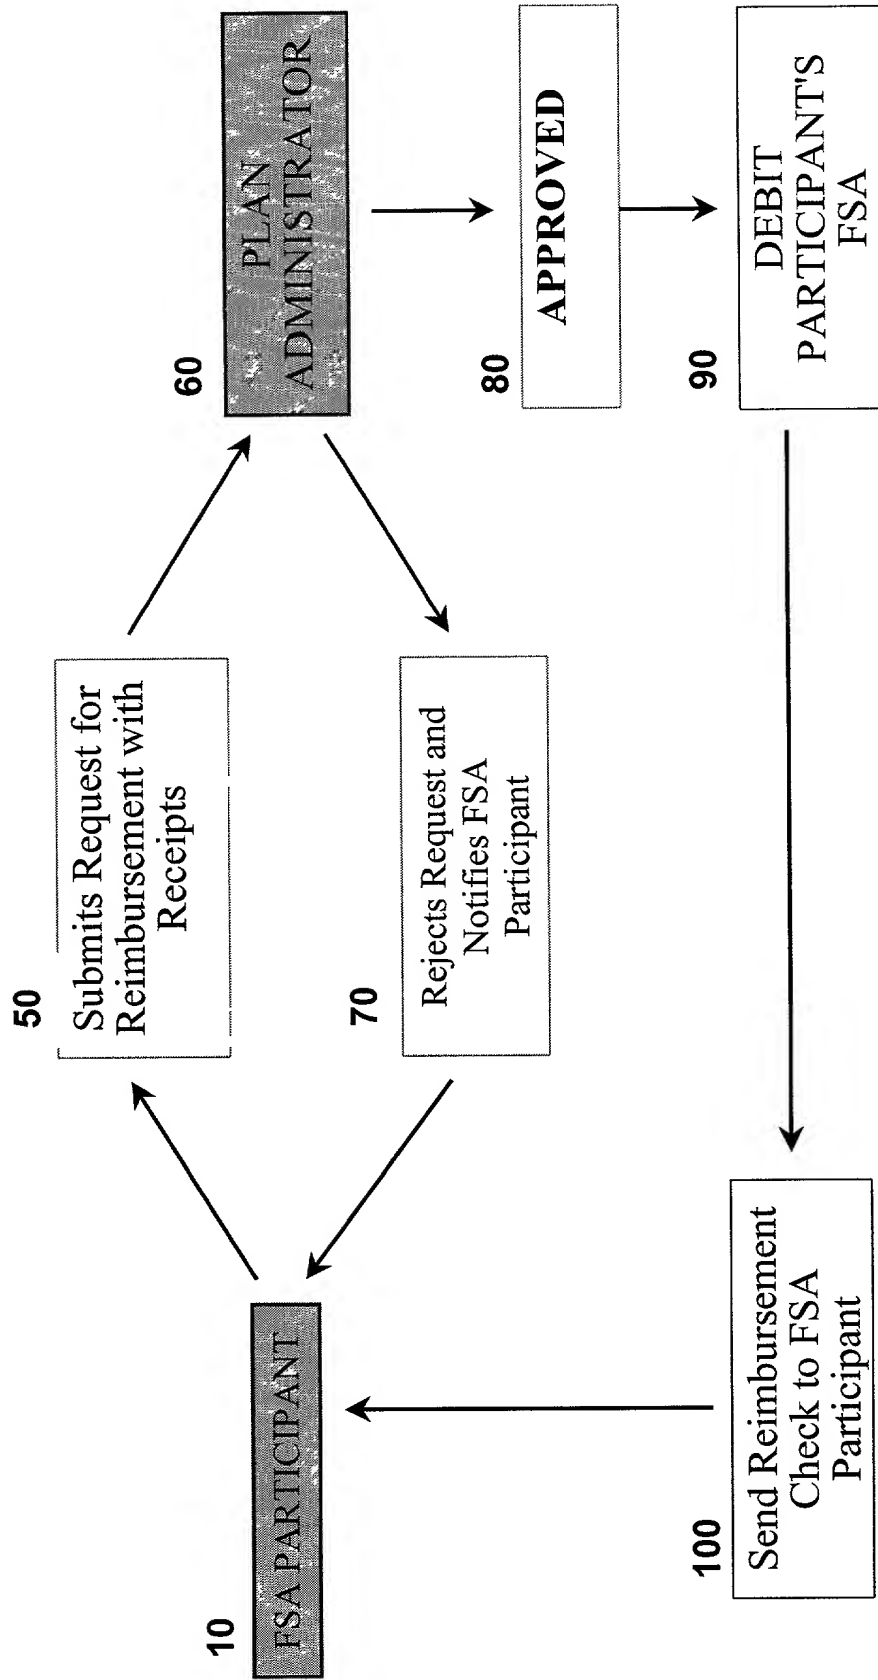 50
Submits Request for
Reimbursement with
Receipts
10
FSA PARTICIPANT
60
PLAN
ADMINISTRATOR
70
Rejects Request and
Notifies FSA
Participant
80
APPROVED
100
Send Reimbursement
Check to FSA
Participant
90
DEBIT
PARTICIPANT'S
FSA